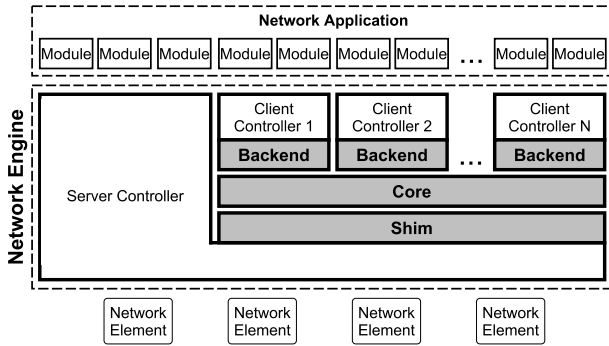 Network Application
Module Module Module Module Module Module Module ... Module Module
Network Engine
Server Controller
Client Controller 1
Backend
Client Controller 2
Backend
...
Client Controller N
Backend
Core
Shim
Network Element
Network Element
Network Element
Network Element